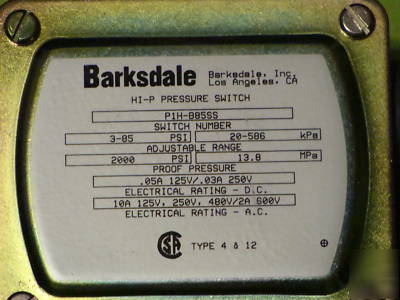 Barksdale Barksdale, Inc.
Los Angeles, CA
HI-P PRESSURE SWITCH
P1H-B85SS
SWITCH NUMBER
3-85 PSI 20-586 kPa
ADJUSTABLE RANGE
2000 PSI 13.8 MPa
PROOF PRESSURE
.05A 125V/.03A 250V
ELECTRICAL RATING - D.C.
10A 125V, 250V, 480V/2A 600V
ELECTRICAL RATING - A.C.
SA TYPE 4 & 12
UsedEquipment